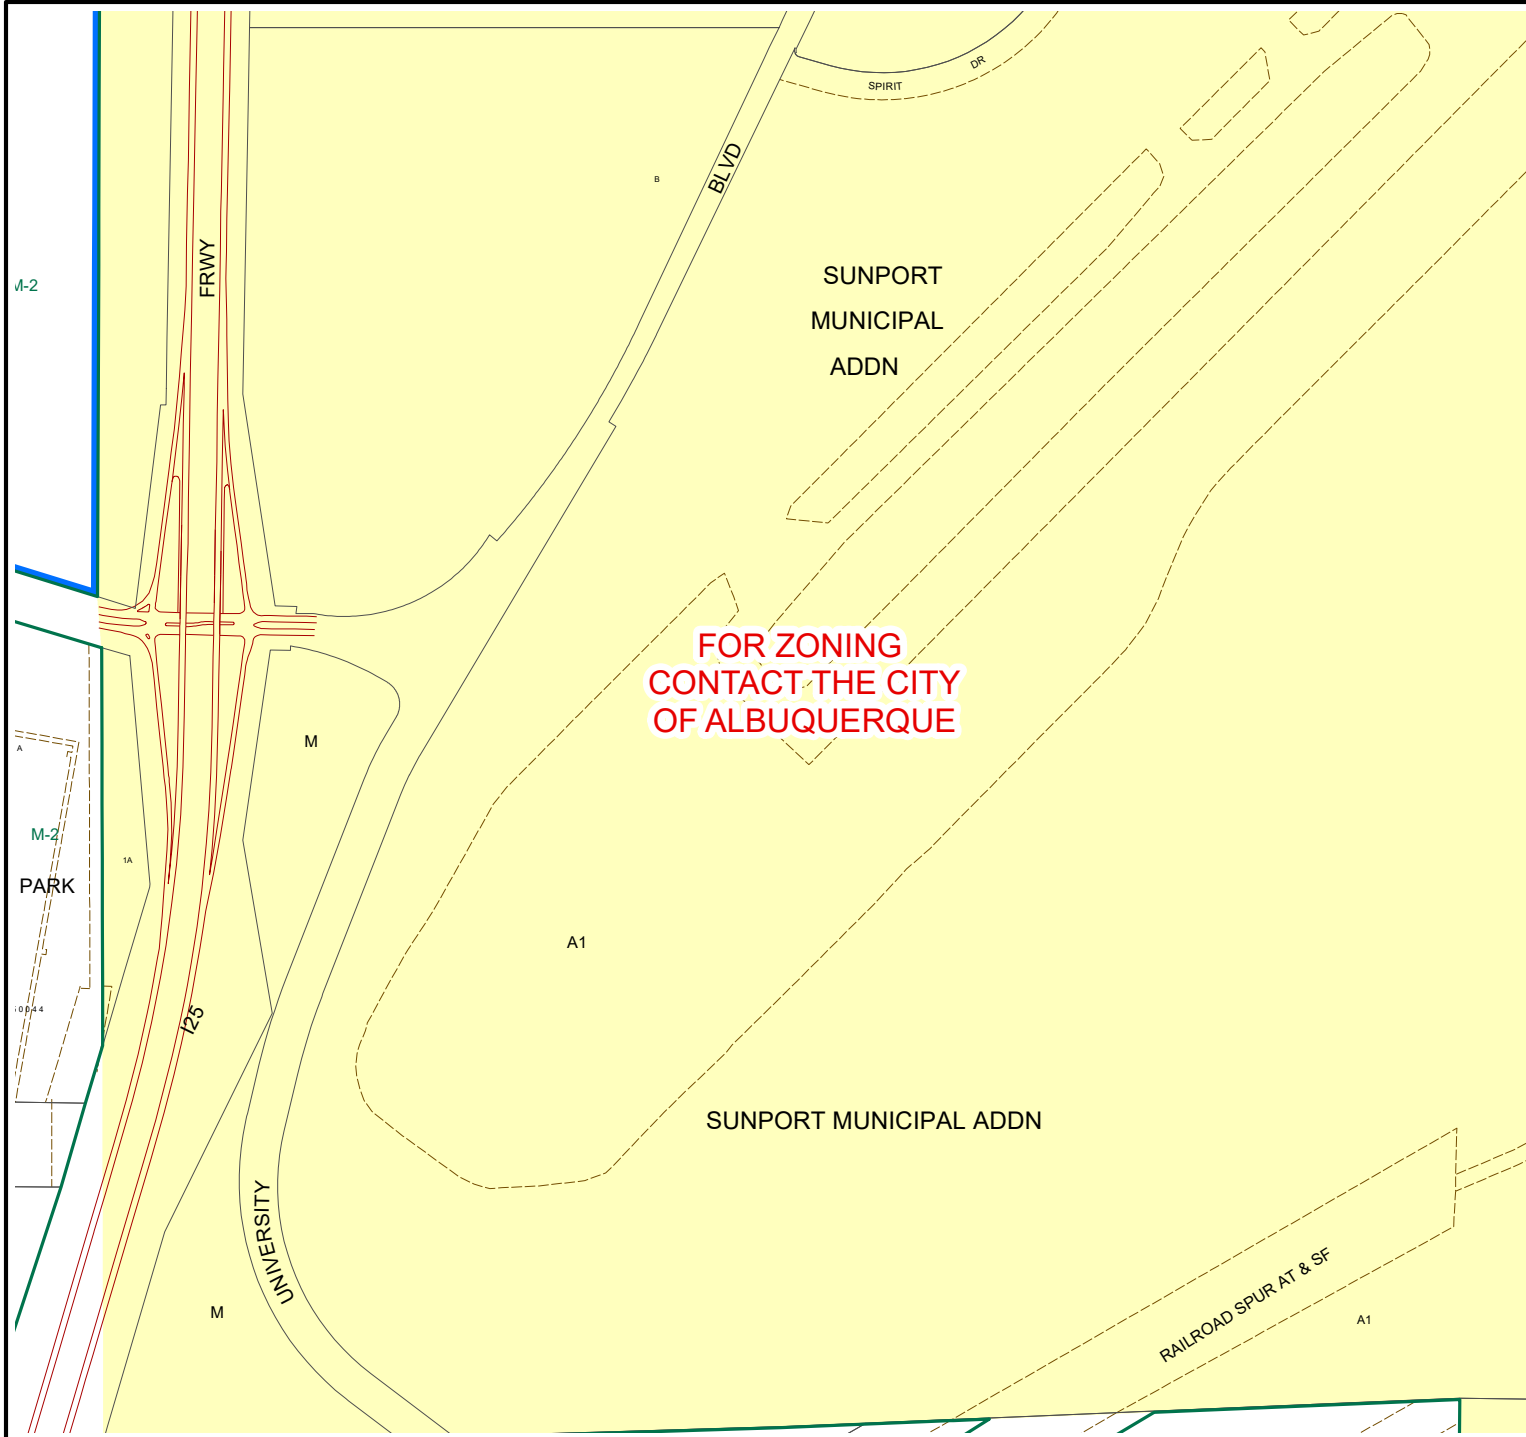 SPIRIT DR
BLVD
B
FRWY
SUNPORT
MUNICIPAL
ADDN
M-2
FOR ZONING
CONTACT THE CITY
OF ALBUQUERQUE
M
A
M-2
1A
PARK
A1
0044
I25
SUNPORT MUNICIPAL ADDN
UNIVERSITY
RAILROAD SPUR AT & SF
M
A1